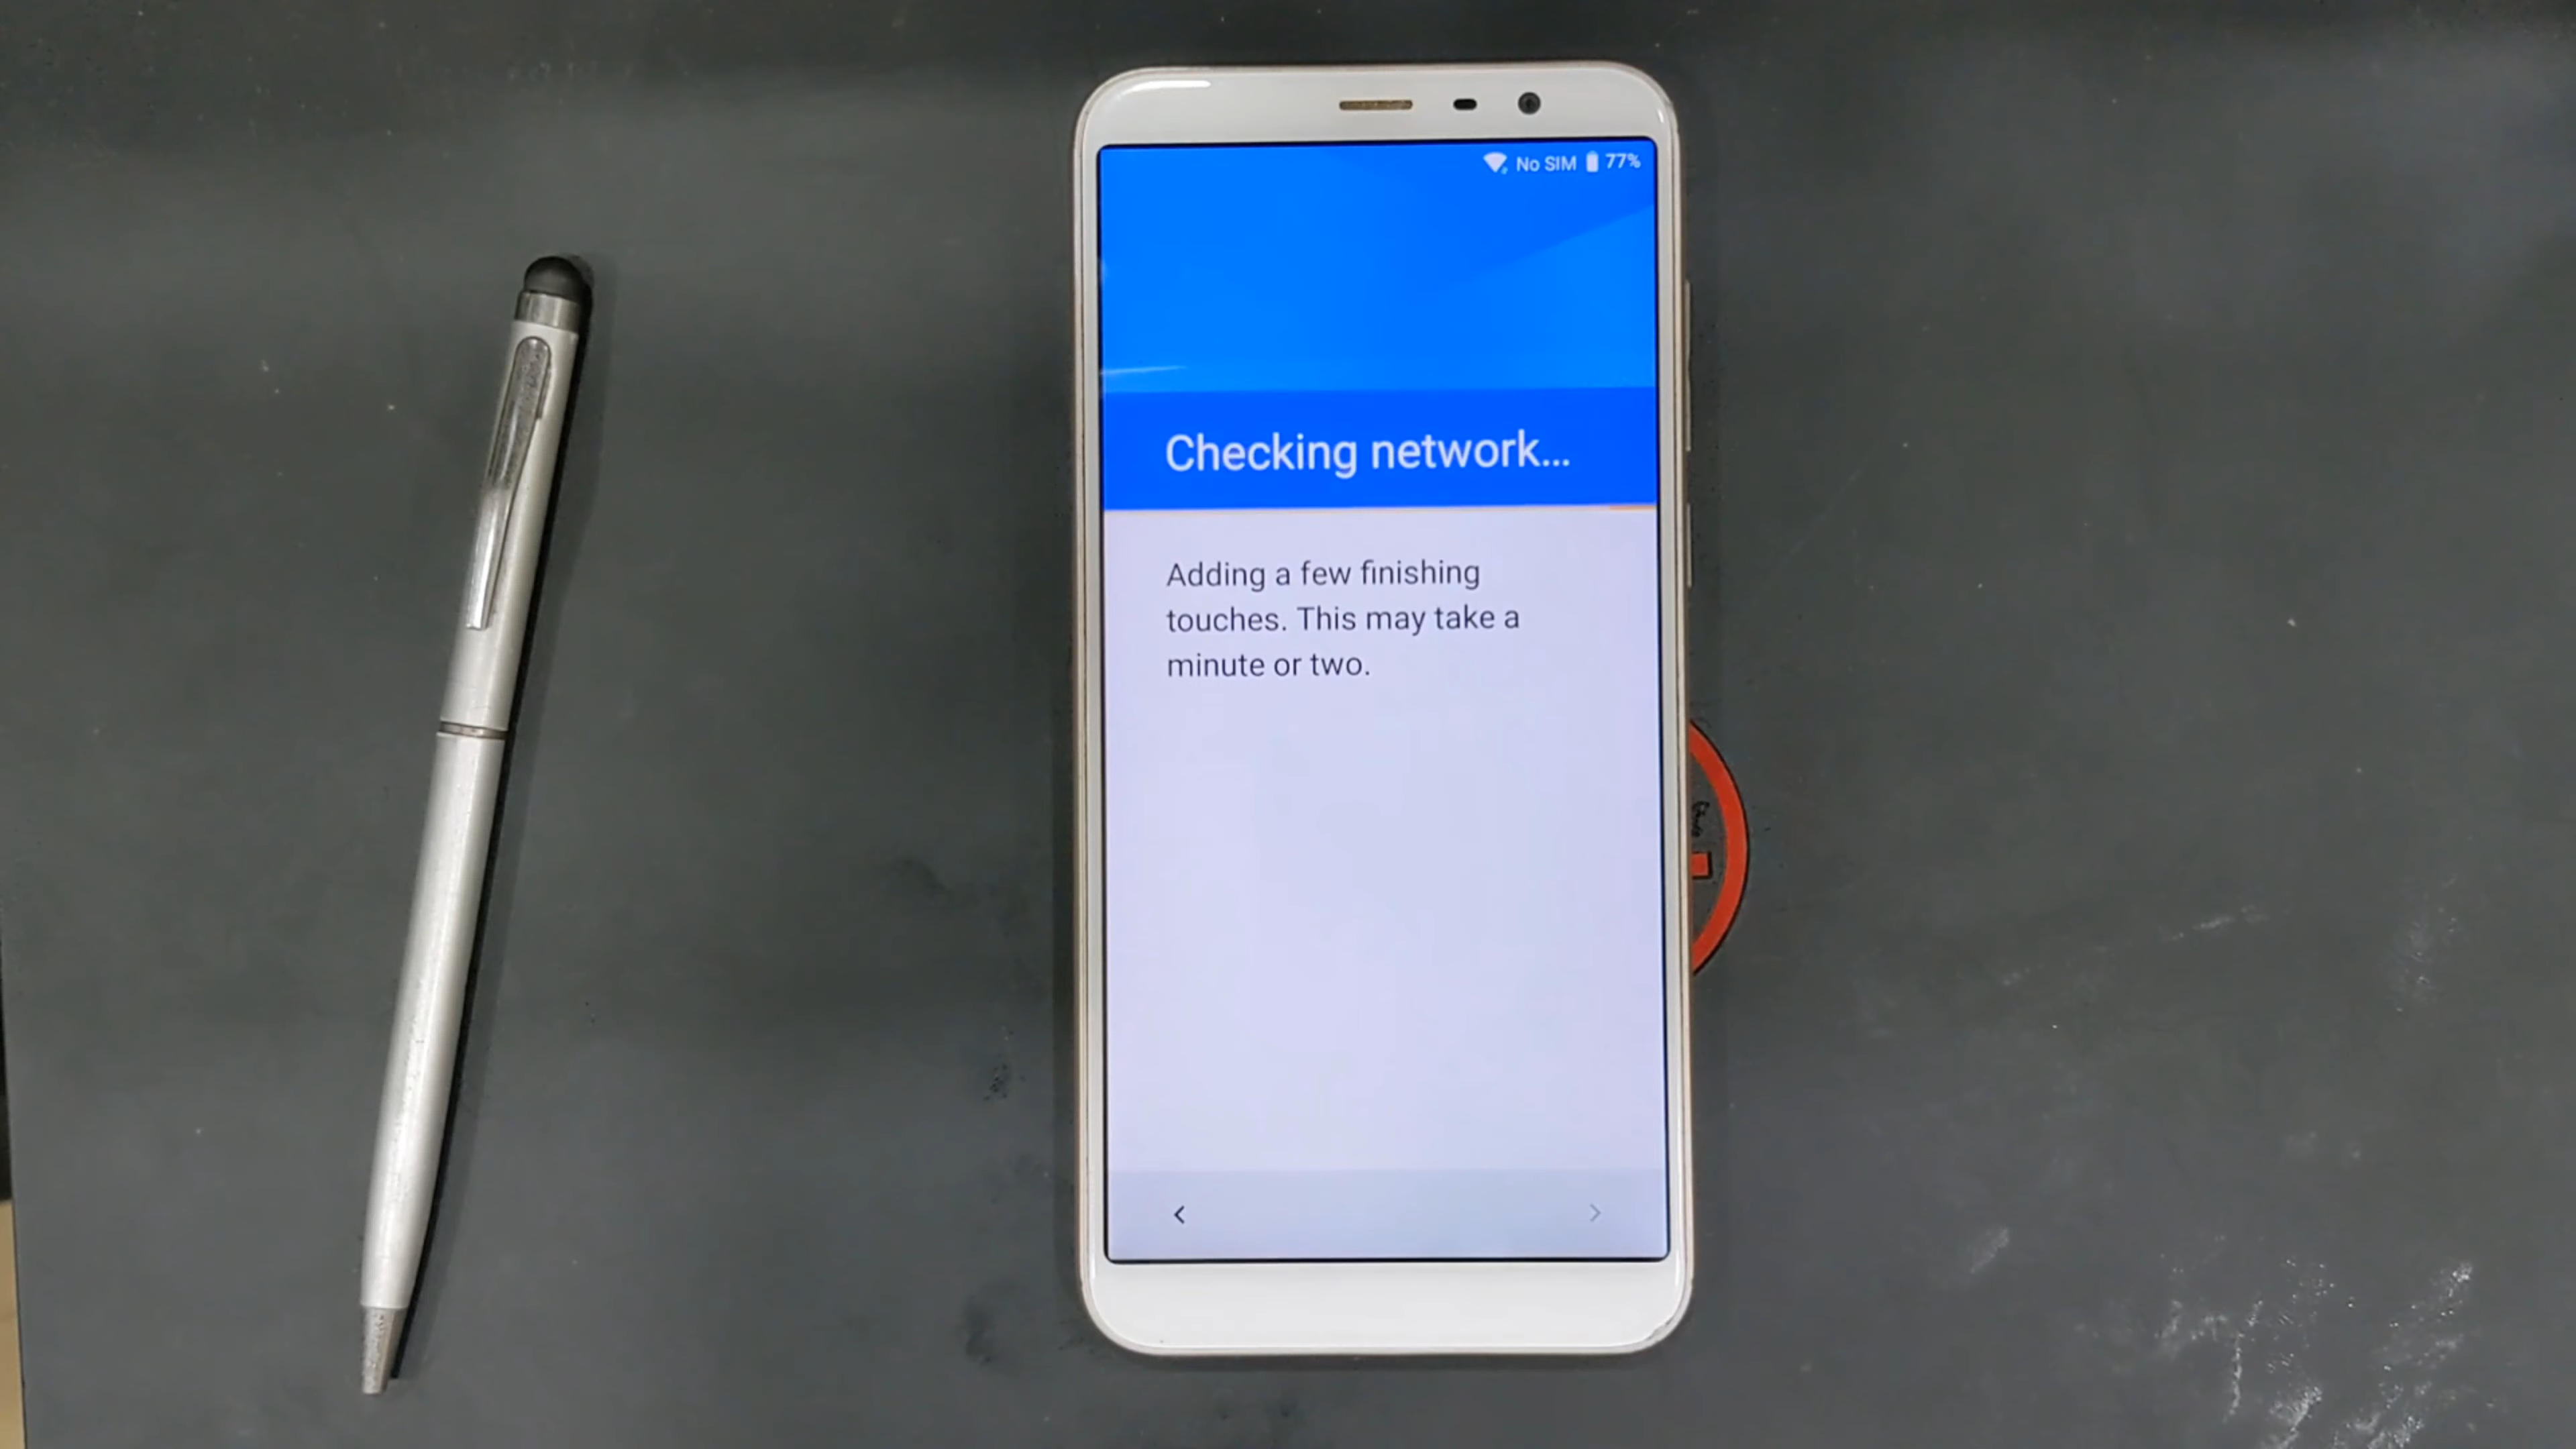 No SIM 77%
Checking network...
Adding a few finishing
touches. This may take a
minute or two.